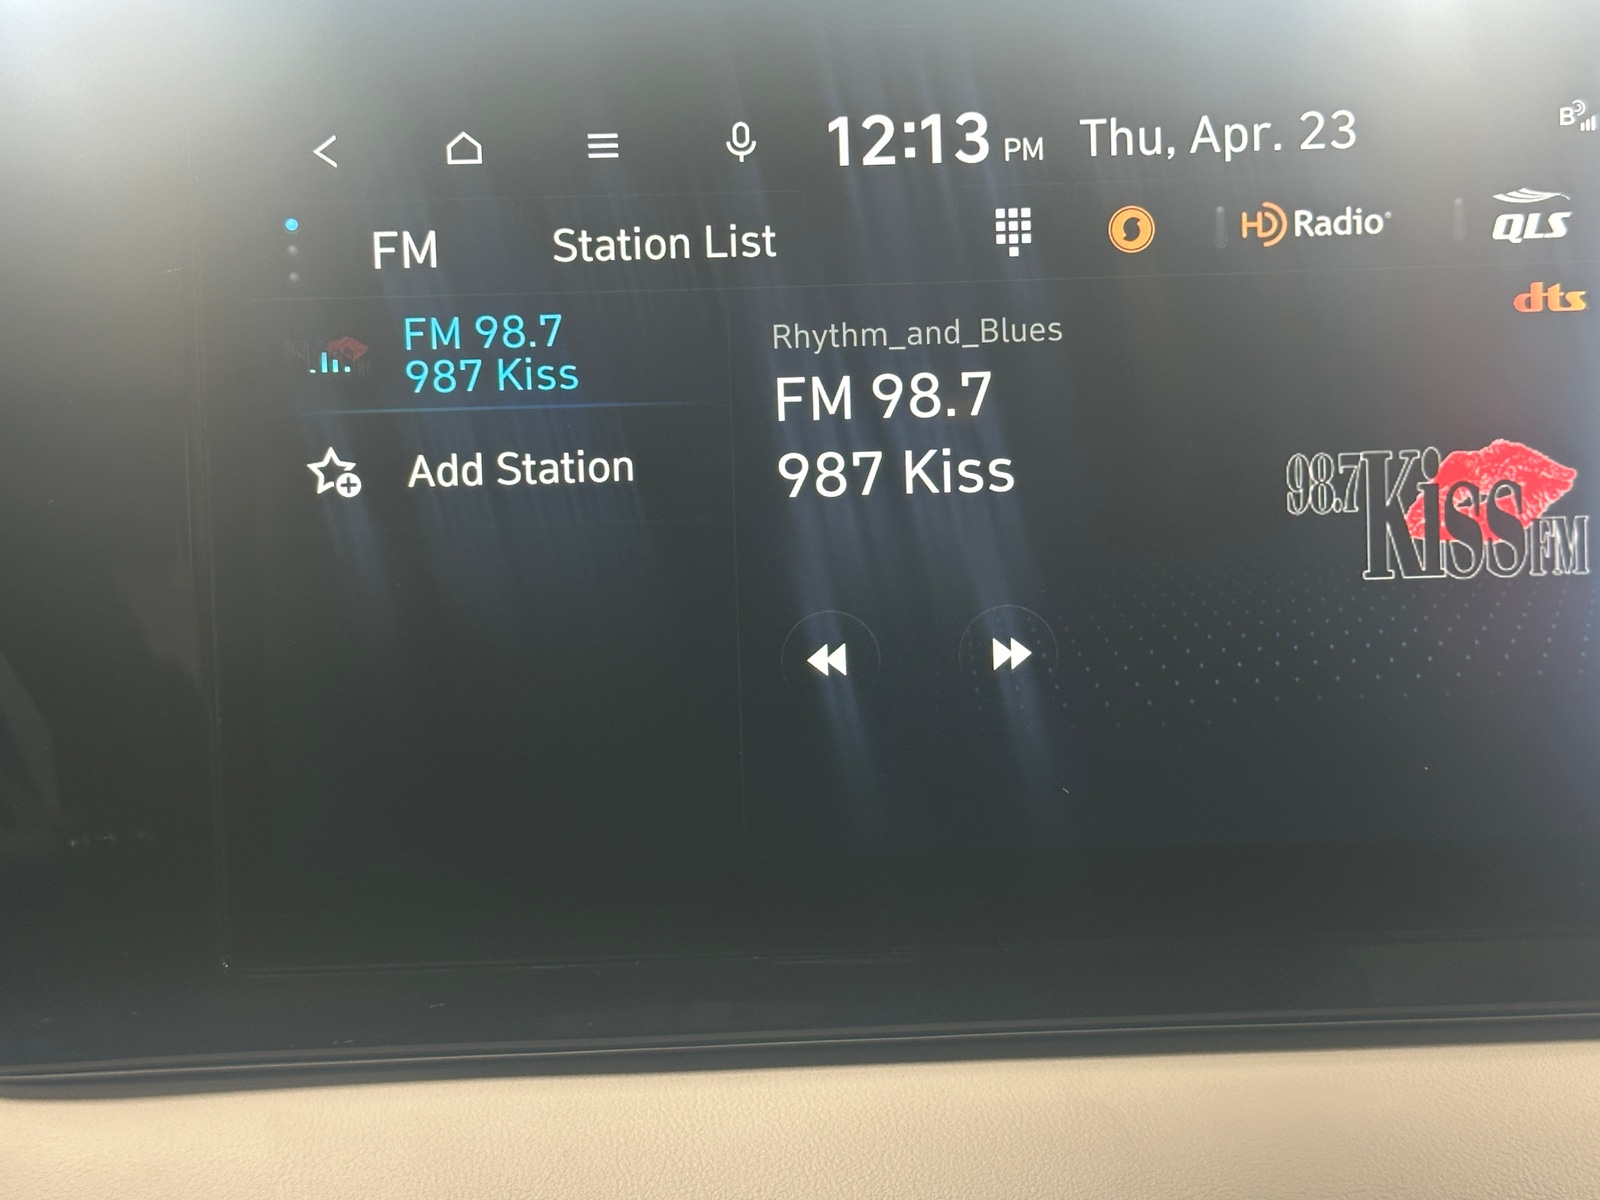 12:13 PM Thu, Apr. 23
B
FM Station List HD Radio QLS
dts
FM 98.7
987 Kiss
Add Station
Rhythm_and_Blues
FM 98.7
987 Kiss
98.7 Kiss FM